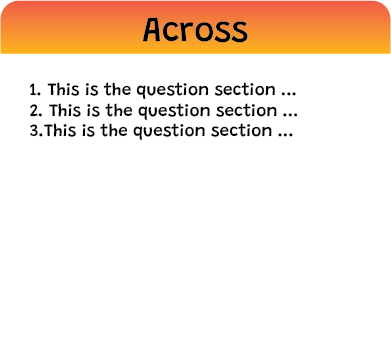 Across
1. This is the question section ...
2. This is the question section ...
3.This is the question section ...